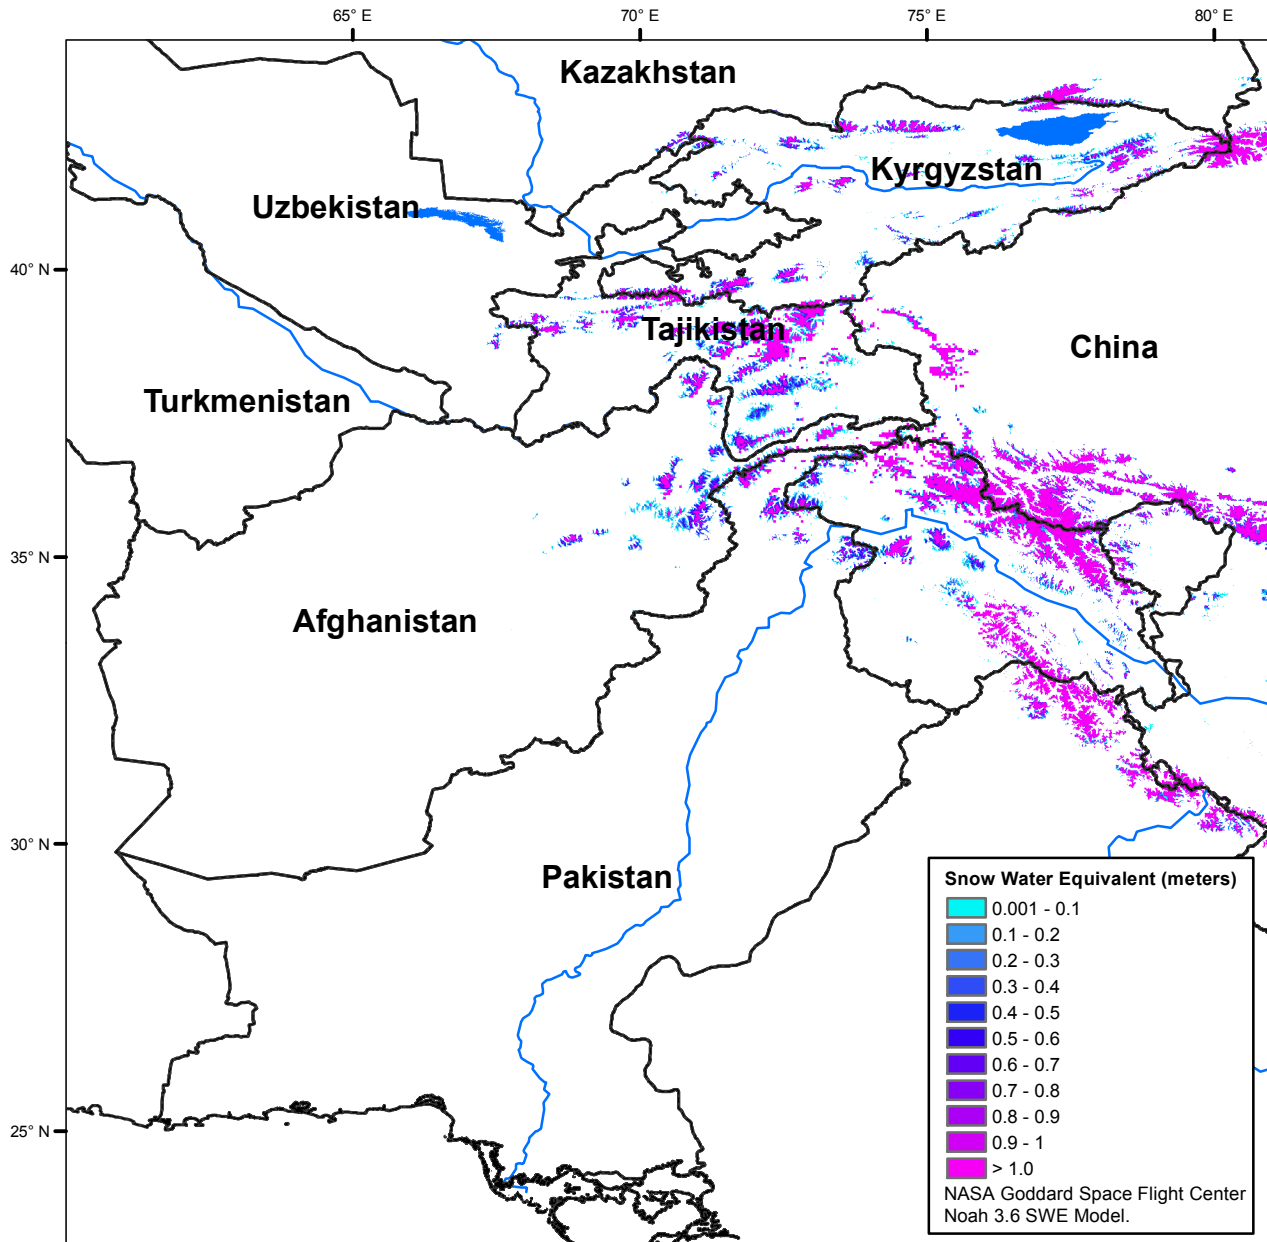 65° E
70° E
75° E
80° E
Kazakhstan
Kyrgyzstan
Uzbekistan
40° N
Tajikistan
China
Turkmenistan
35° N
Afghanistan
30° N
Pakistan
25° N
Snow Water Equivalent (meters)
0.001 - 0.1
0.1 - 0.2
0.2 - 0.3
0.3 - 0.4
0.4 - 0.5
0.5 - 0.6
0.6 - 0.7
0.7 - 0.8
0.8 - 0.9
0.9 - 1
> 1.0
NASA Goddard Space Flight Center
Noah 3.6 SWE Model.